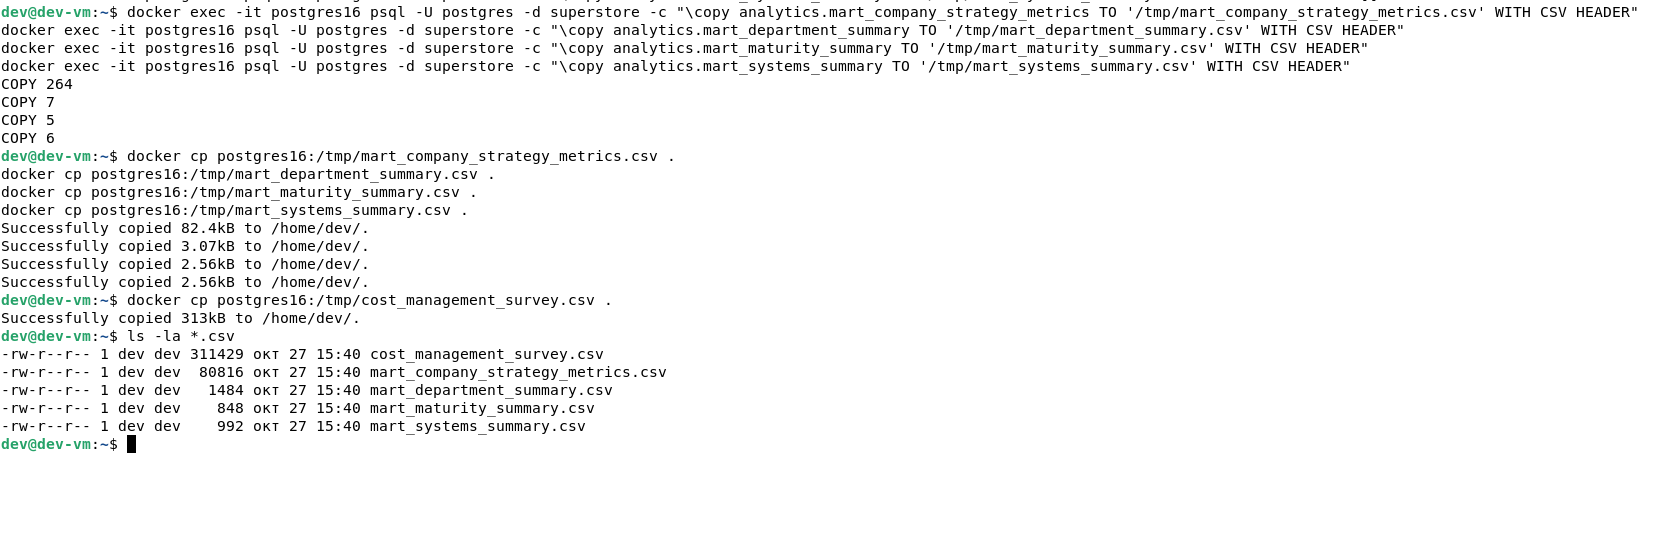 dev@dev-vm:~$ docker exec -it postgres16 psql -U postgres -d superstore -c "\copy analytics.mart_company_strategy_metrics TO '/tmp/mart_company_strategy_metrics.csv' WITH CSV HEADER"
docker exec -it postgres16 psql -U postgres -d superstore -c "\copy analytics.mart_department_summary TO '/tmp/mart_department_summary.csv' WITH CSV HEADER"
docker exec -it postgres16 psql -U postgres -d superstore -c "\copy analytics.mart_maturity_summary TO '/tmp/mart_maturity_summary.csv' WITH CSV HEADER"
docker exec -it postgres16 psql -U postgres -d superstore -c "\copy analytics.mart_systems_summary TO '/tmp/mart_systems_summary.csv' WITH CSV HEADER"
COPY 264
COPY 7
COPY 5
COPY 6
dev@dev-vm:~$ docker cp postgres16:/tmp/mart_company_strategy_metrics.csv .
docker cp postgres16:/tmp/mart_department_summary.csv .
docker cp postgres16:/tmp/mart_maturity_summary.csv .
docker cp postgres16:/tmp/mart_systems_summary.csv .
Successfully copied 82.4kB to /home/dev/.
Successfully copied 3.07kB to /home/dev/.
Successfully copied 2.56kB to /home/dev/.
Successfully copied 2.56kB to /home/dev/.
dev@dev-vm:~$ docker cp postgres16:/tmp/cost_management_survey.csv .
Successfully copied 313kB to /home/dev/.
dev@dev-vm:~$ ls -la *.csv
-rw-r--r-- 1 dev dev 311429 окт 27 15:40 cost_management_survey.csv
-rw-r--r-- 1 dev dev  80816 окт 27 15:40 mart_company_strategy_metrics.csv
-rw-r--r-- 1 dev dev   1484 окт 27 15:40 mart_department_summary.csv
-rw-r--r-- 1 dev dev    848 окт 27 15:40 mart_maturity_summary.csv
-rw-r--r-- 1 dev dev    992 окт 27 15:40 mart_systems_summary.csv
dev@dev-vm:~$